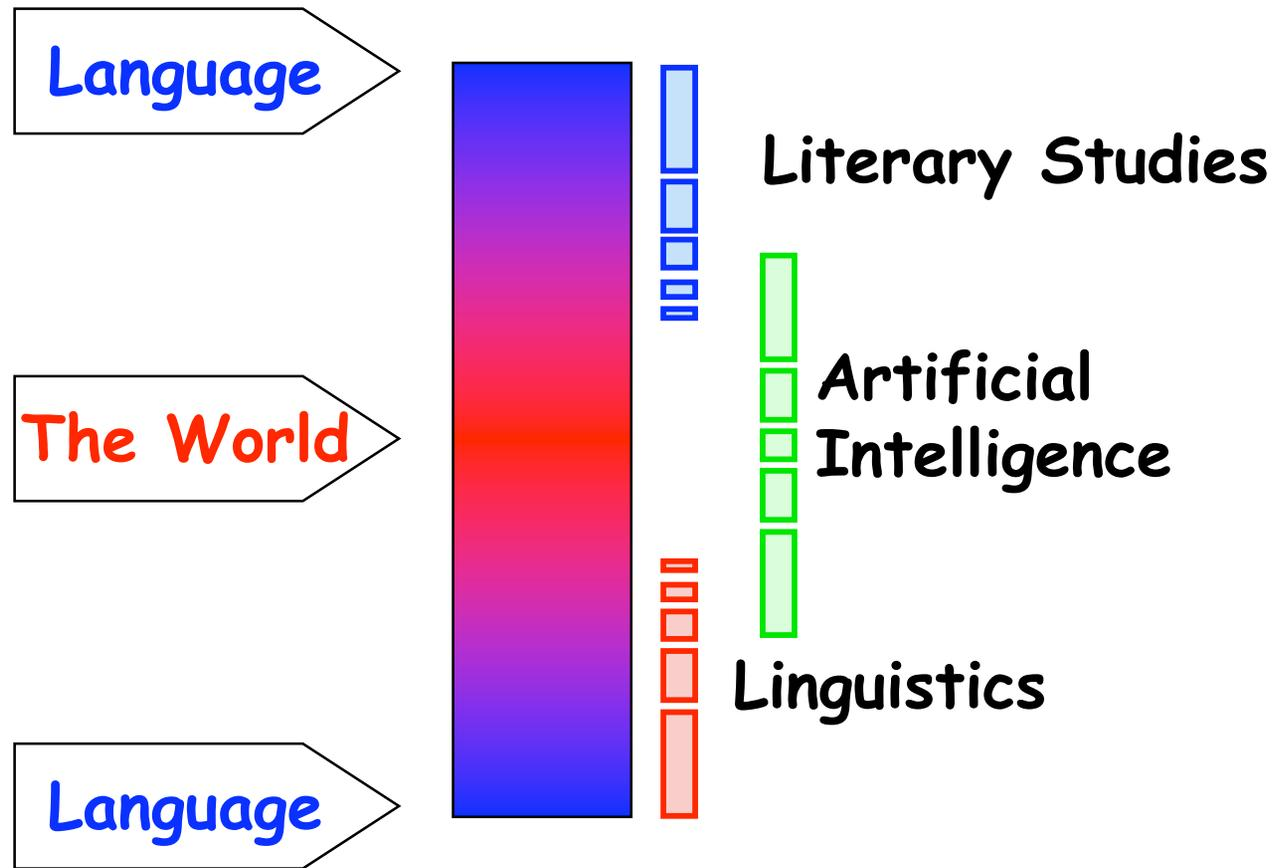 Language
Literary Studies
The World
Artificial
Intelligence
Linguistics
Language